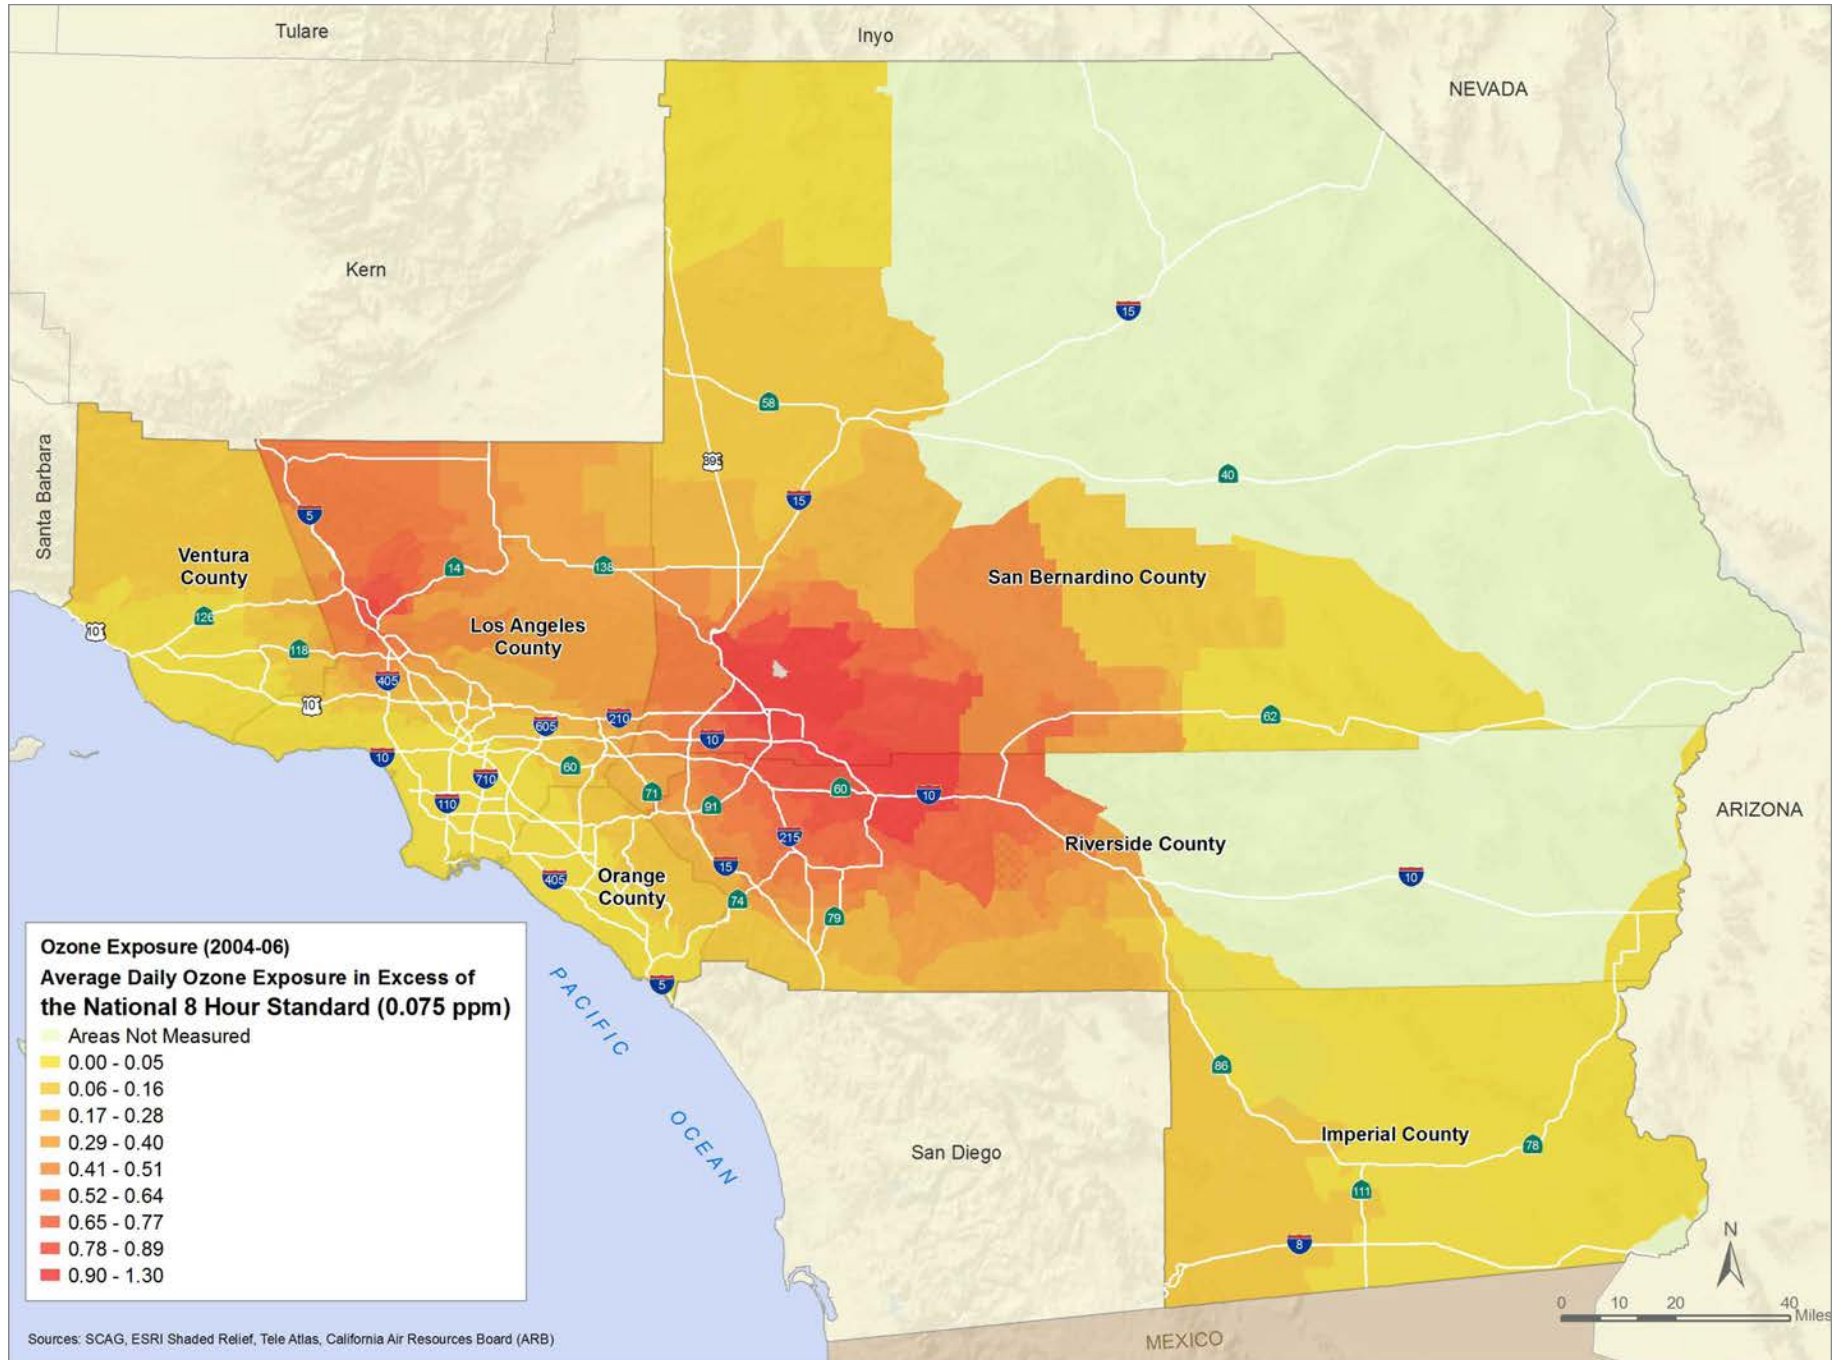 Tulare
Inyo
NEVADA
Kern
15
58
395
Santa Barbara
40
15
5
Ventura
County
14
138
San Bernardino County
126
Los Angeles
County
101
118
405
101
605
210
62
10
10
60
710
71
60
10
ARIZONA
110
91
215
Riverside County
15
405
Orange
County
74
10
79
5
PACIFIC
OCEAN
Ozone Exposure (2004-06)
Average Daily Ozone Exposure in Excess of
the National 8 Hour Standard (0.075 ppm)
Areas Not Measured
0.00 - 0.05
0.06 - 0.16
0.17 - 0.28
0.29 - 0.40
0.41 - 0.51
0.52 - 0.64
0.65 - 0.77
0.78 - 0.89
0.90 - 1.30
86
Imperial County
78
San Diego
111
8
N
0 10 20 40
Miles
MEXICO
Sources: SCAG, ESRI Shaded Relief, Tele Atlas, California Air Resources Board (ARB)